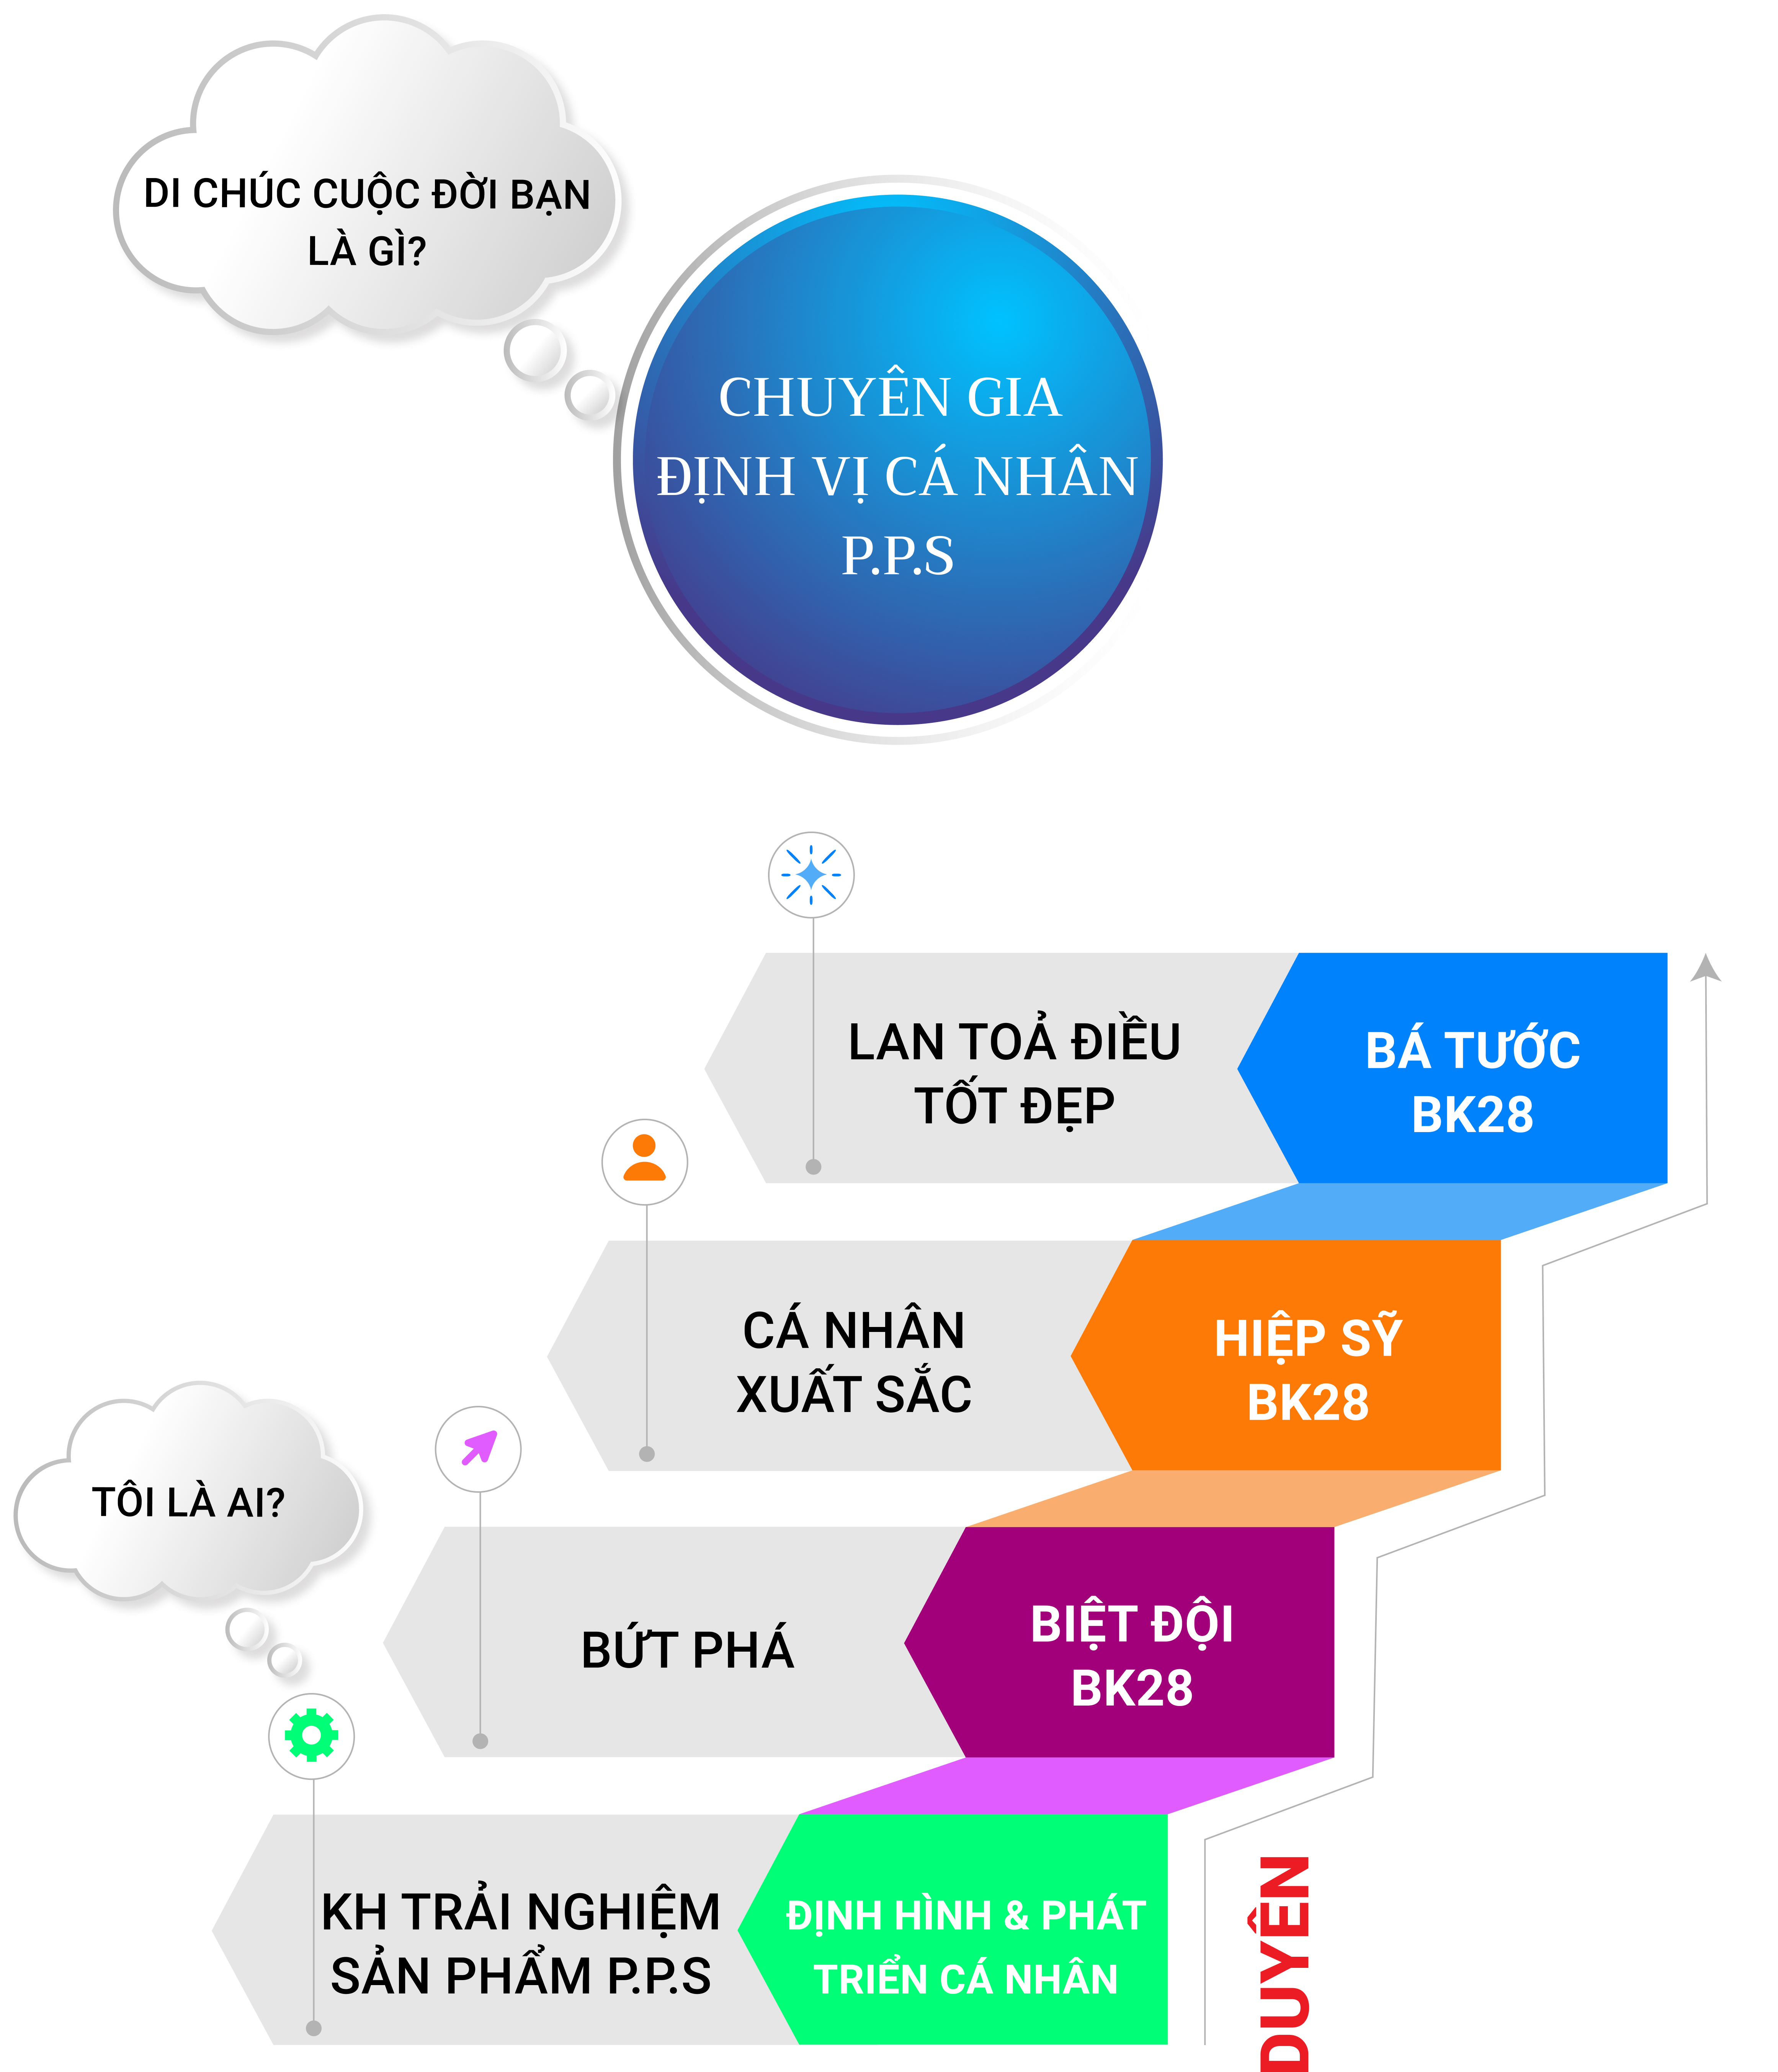 DI CHÚC CUỘC ĐỜI BẠN
LÀ GÌ?
CHUYÊN GIA
ĐỊNH VỊ CÁ NHÂN
P.P.S
LAN TOẢ ĐIỀU
TỐT ĐẸP
BÁ TƯỚC
BK28
CÁ NHÂN
XUẤT SẮC
HIỆP SỸ
BK28
TÔI LÀ AI?
BỨT PHÁ
BIỆT ĐỘI
BK28
KH TRẢI NGHIỆM
SẢN PHẨM P.P.S
ĐỊNH HÌNH & PHÁT
TRIỂN CÁ NHÂN
DUYÊN